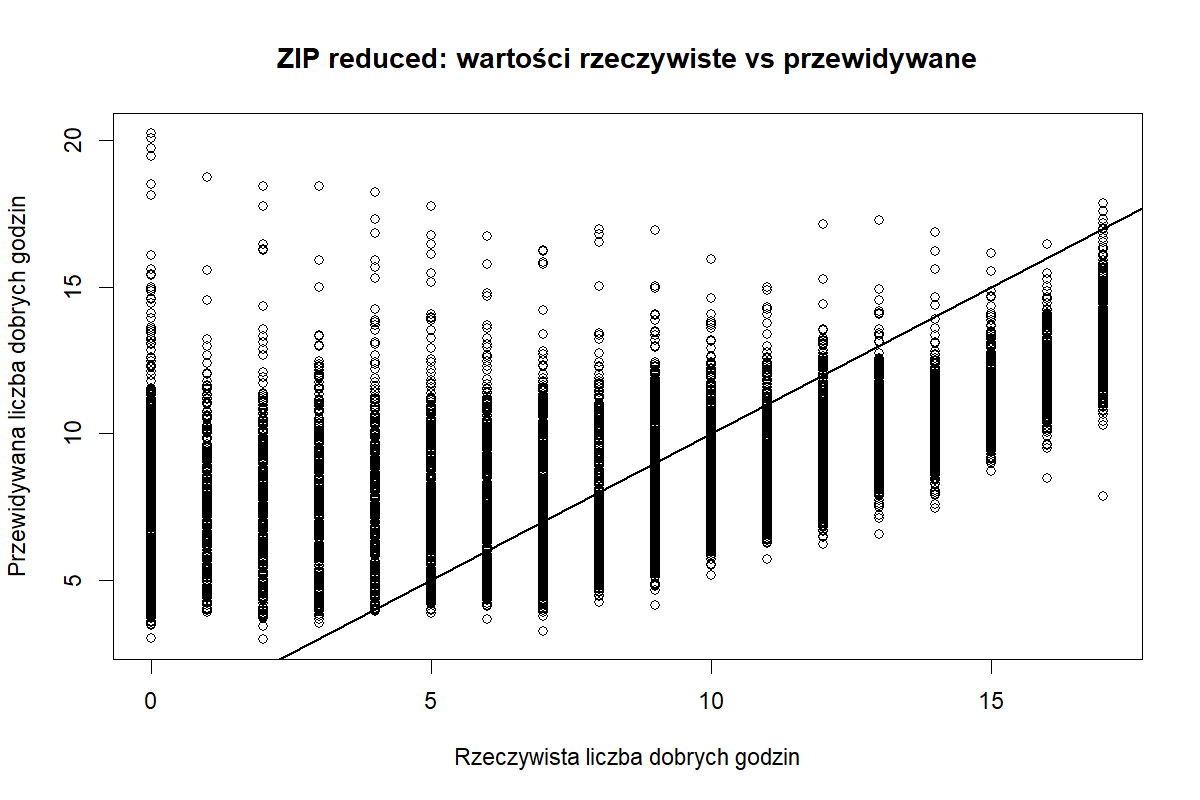 ZIP reduced: wartości rzeczywiste vs przewidywane
Przewidywana liczba dobrych godzin
20
15
10
5
0 5 10 15
Rzeczywista liczba dobrych godzin